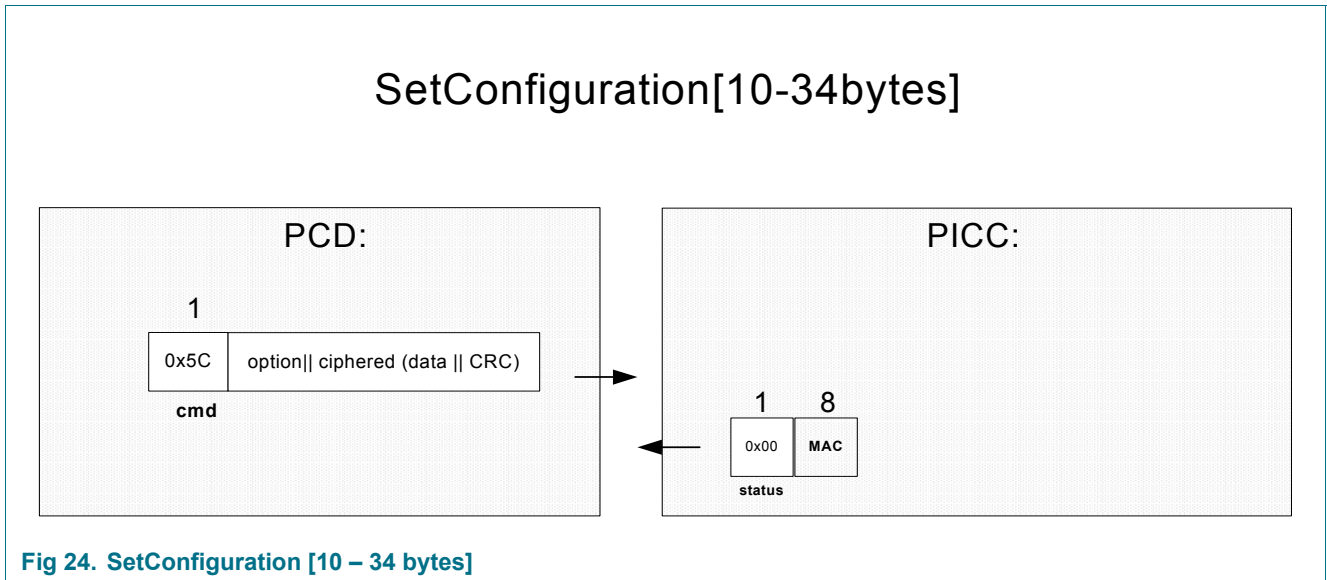 SetConfiguration[10-34bytes]
PCD:
1
0x5C option|| ciphered (data || CRC)
cmd
PICC:
1 8
0x00 MAC
status
Fig 24. SetConfiguration [10 – 34 bytes]